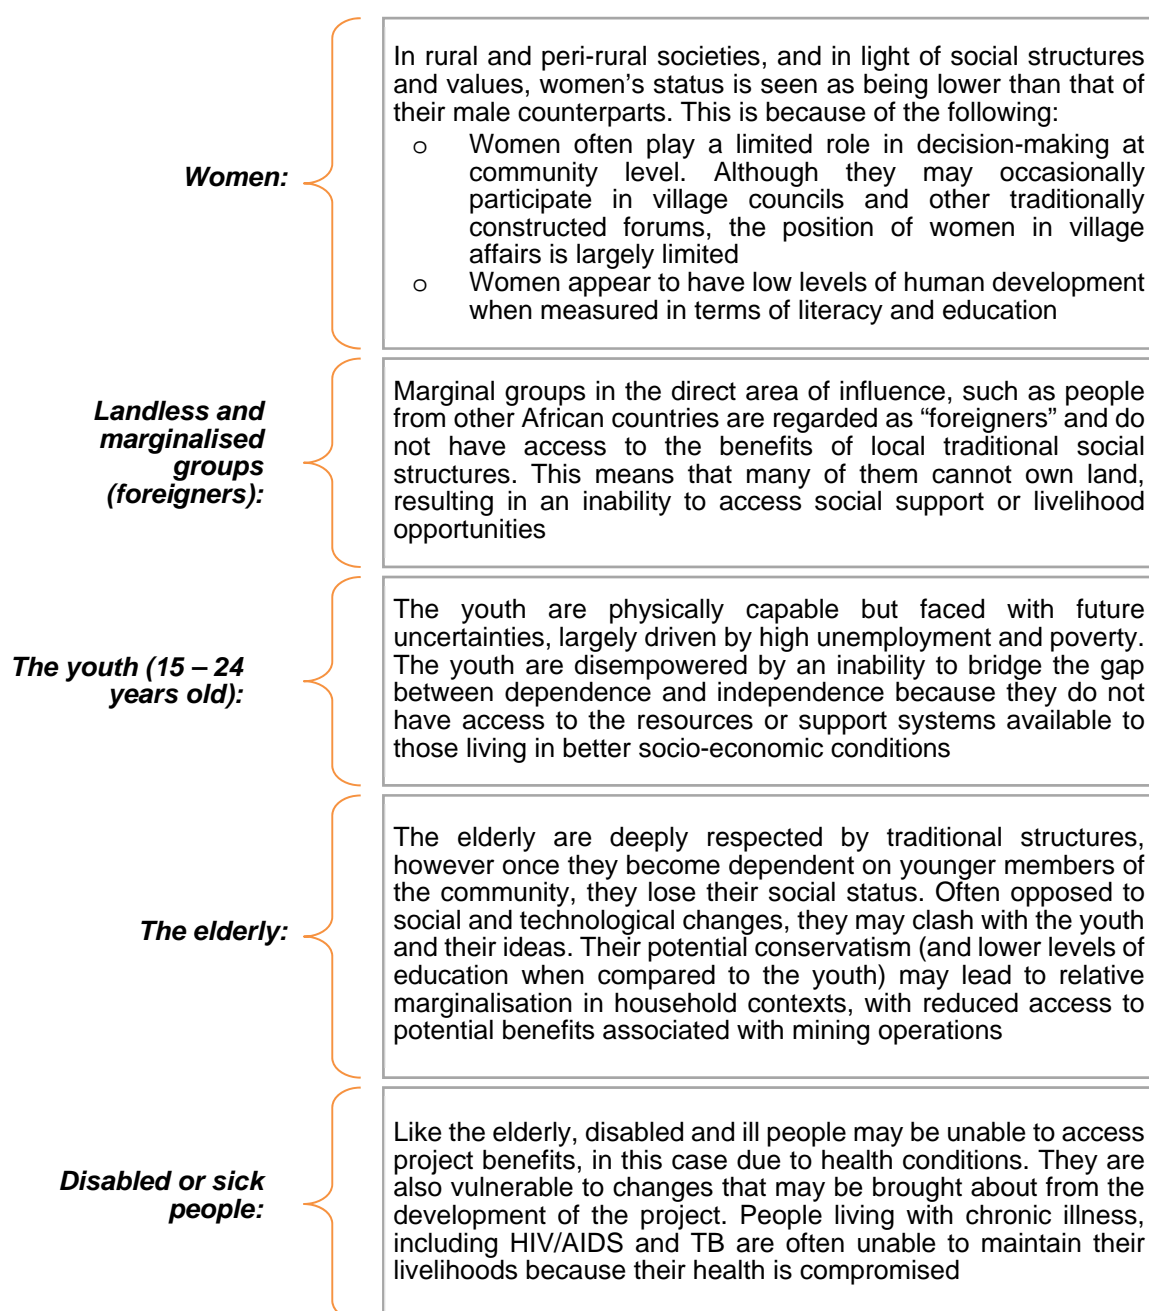 In rural and peri-rural societies, and in light of social structures
and values, women’s status is seen as being lower than that of
their male counterparts. This is because of the following:
o Women often play a limited role in decision-making at
community level. Although they may occasionally
participate in village councils and other traditionally
constructed forums, the position of women in village
affairs is largely limited
o Women appear to have low levels of human development
when measured in terms of literacy and education
Women:
Landless and
marginalised
groups
(foreigners):
Marginal groups in the direct area of influence, such as people
from other African countries are regarded as “foreigners” and do
not have access to the benefits of local traditional social
structures. This means that many of them cannot own land,
resulting in an inability to access social support or livelihood
opportunities
The youth (15 – 24
years old):
The youth are physically capable but faced with future
uncertainties, largely driven by high unemployment and poverty.
The youth are disempowered by an inability to bridge the gap
between dependence and independence because they do not
have access to the resources or support systems available to
those living in better socio-economic conditions
The elderly:
The elderly are deeply respected by traditional structures,
however once they become dependent on younger members of
the community, they lose their social status. Often opposed to
social and technological changes, they may clash with the youth
and their ideas. Their potential conservatism (and lower levels of
education when compared to the youth) may lead to relative
marginalisation in household contexts, with reduced access to
potential benefits associated with mining operations
Disabled or sick
people:
Like the elderly, disabled and ill people may be unable to access
project benefits, in this case due to health conditions. They are
also vulnerable to changes that may be brought about from the
development of the project. People living with chronic illness,
including HIV/AIDS and TB are often unable to maintain their
livelihoods because their health is compromised